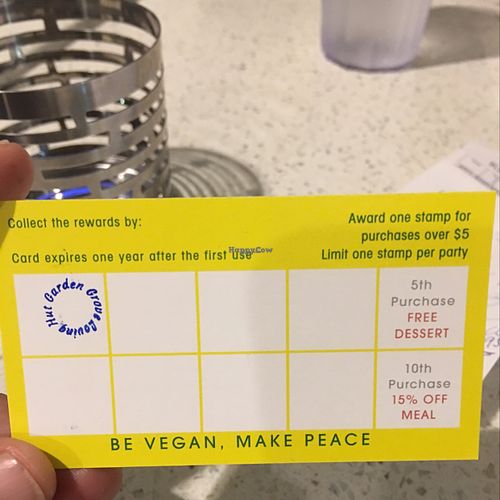 Collect the rewards by:
Award one stamp for
purchases over $5
Card expires one year after the first use
Limit one stamp per party
HappyCow
Loving Hut Garden Grove
5th
Purchase
FREE
DESSERT
10th
Purchase
15% OFF
MEAL
BE VEGAN, MAKE PEACE